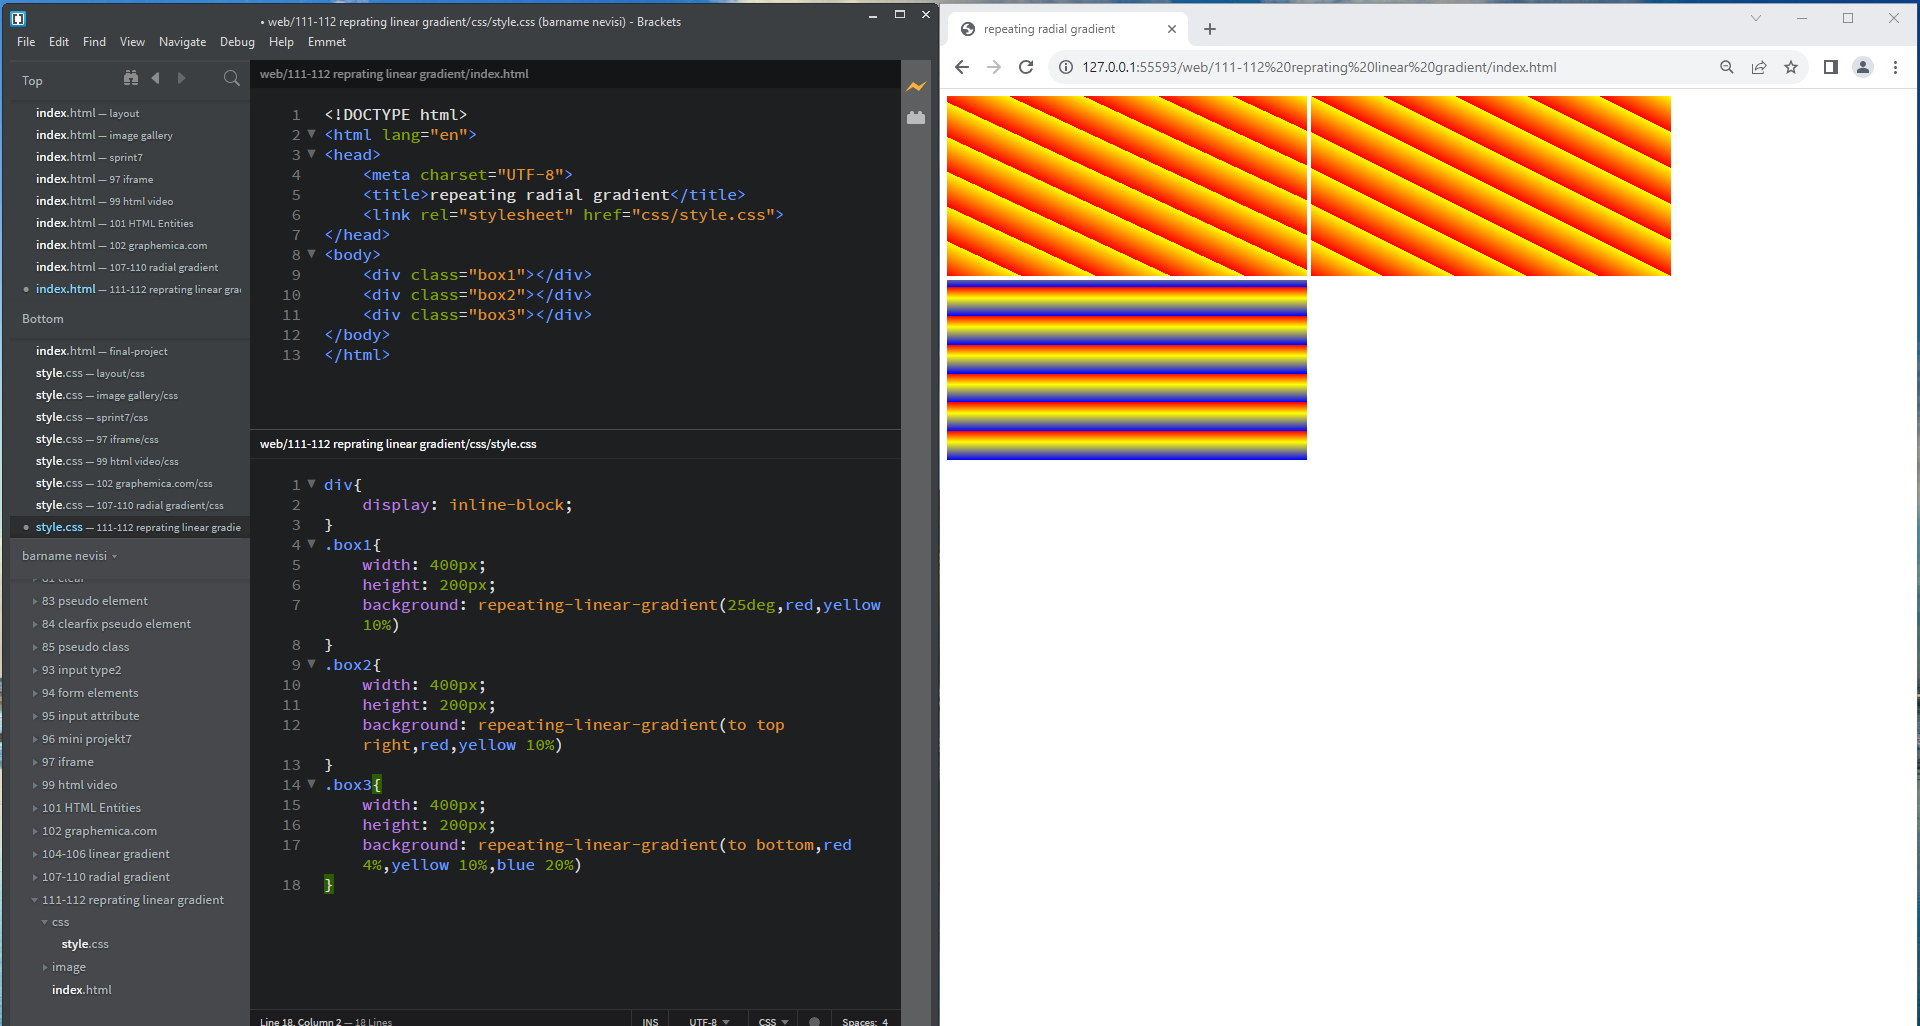 • web/111-112 reprating linear gradient/css/style.css (barname nevisi) - Brackets
File Edit Find View Navigate Debug Help Emmet
Top
index.html — layout
index.html — image gallery
index.html — sprint7
index.html — 97 iframe
index.html — 99 html video
index.html — 101 HTML Entities
index.html — 102 graphemica.com
index.html — 107-110 radial gradient
index.html — 111-112 reprating linear gra
Bottom
index.html — final-project
style.css — layout/css
style.css — image gallery/css
style.css — sprint7/css
style.css — 97 iframe/css
style.css — 99 html video/css
style.css — 102 graphemica.com/css
style.css — 107-110 radial gradient/css
style.css — 111-112 reprating linear gradie
barname nevisi
81 clear
83 pseudo element
84 clearfix pseudo element
85 pseudo class
93 input type2
94 form elements
95 input attribute
96 mini projekt7
97 iframe
99 html video
101 HTML Entities
102 graphemica.com
104-106 linear gradient
107-110 radial gradient
111-112 reprating linear gradient
css
style.css
image
index.html
web/111-112 reprating linear gradient/index.html
1 <!DOCTYPE html>
2 <html lang="en">
3 <head>
4 <meta charset="UTF-8">
5 <title>repeating radial gradient</title>
6 <link rel="stylesheet" href="css/style.css">
7 </head>
8 <body>
9 <div class="box1"></div>
10 <div class="box2"></div>
11 <div class="box3"></div>
12 </body>
13 </html>
web/111-112 reprating linear gradient/css/style.css
1 div{
2 display: inline-block;
3 }
4 .box1{
5 width: 400px;
6 height: 200px;
7 background: repeating-linear-gradient(25deg,red,yellow
10%)
8 }
9 .box2{
10 width: 400px;
11 height: 200px;
12 background: repeating-linear-gradient(to top
right,red,yellow 10%)
13 }
14 .box3{
15 width: 400px;
16 height: 200px;
17 background: repeating-linear-gradient(to bottom,red
4%,yellow 10%,blue 20%)
18 }
Line 18, Column 2 — 18 Lines
INS UTF-8 CSS Spaces: 4
repeating radial gradient
127.0.0.1:55593/web/111-112%20reprating%20linear%20gradient/index.html